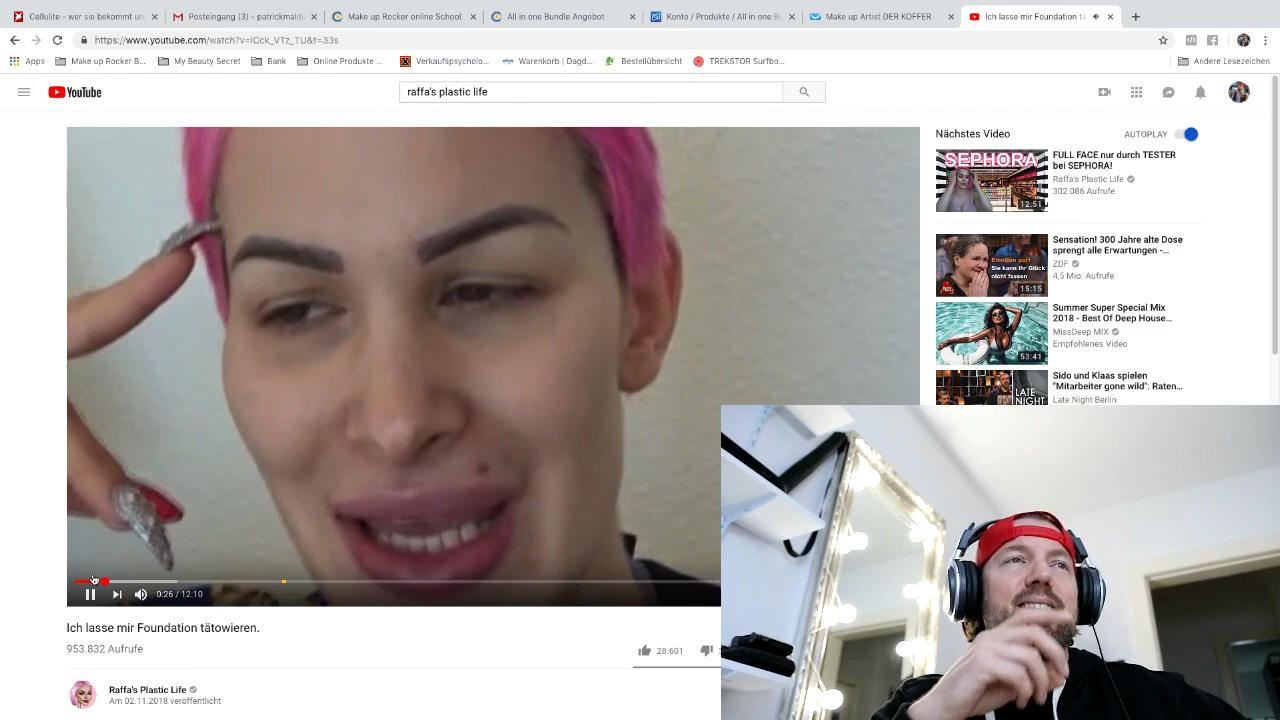 Cellulite - wer sie bekommt un
Posteingang (3) - patrickmaldi
Make up Rocker online School
All in one Bundle Angebot
Konto / Produkte / All in one B
Make up Artist DER KOFFER
Ich lasse mir Foundation tä
https://www.youtube.com/watch?v=ICck_VTz_TU&t=33s
Apps
Make up Rocker B...
My Beauty Secret
Bank
Online Produkte ...
Verkaufspsycholo...
Warenkorb | Dagd...
Bestellübersicht
TREKSTOR Surfbo...
Andere Lesezeichen
YouTube
raffa's plastic life
Nächstes Video
AUTOPLAY
SEPHORA
12:51
FULL FACE nur durch TESTER
bei SEPHORA!
Raffa's Plastic Life
302.086 Aufrufe
Emotion pur!
Sie kann ihr Glück
nicht fassen
15:15
Sensation! 300 Jahre alte Dose
sprengt alle Erwartungen -...
ZDF
4,5 Mio. Aufrufe
53:41
Summer Super Special Mix
2018 - Best Of Deep House...
MissDeep MIX
Empfohlenes Video
LATE
NIGHT
Sido und Klaas spielen
"Mitarbeiter gone wild": Raten...
Late Night Berlin
0:26 / 12:10
Ich lasse mir Foundation tätowieren.
953.832 Aufrufe
28.601
Raffa's Plastic Life
Am 02.11.2018 veröffentlicht